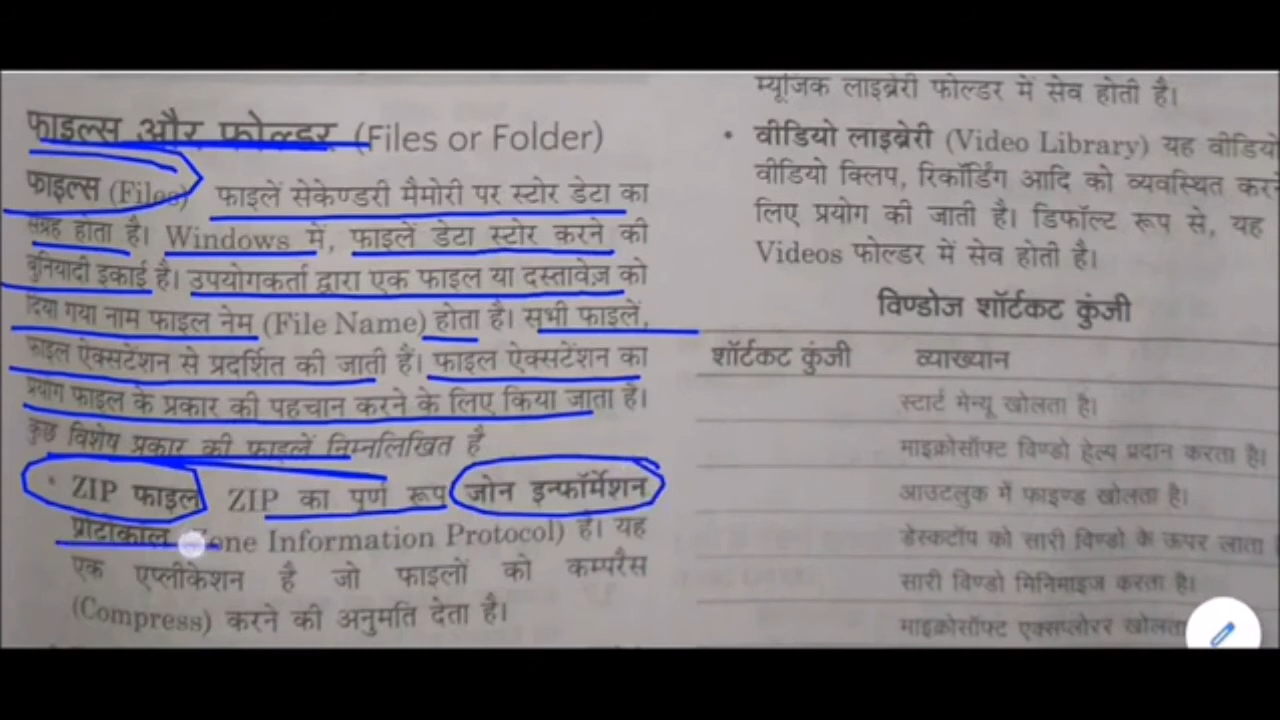 फाइल्स और फोल्डर (Files or Folder)
फाइल्स (Files) फाइलें सेकेण्डरी मैमोरी पर स्टोर डेटा का
संग्रह होता है। Windows में, फाइलें डेटा स्टोर करने की
बुनियादी इकाई है। उपयोगकर्ता द्वारा एक फाइल या दस्तावेज़ को
दिया गया नाम फाइल नेम (File Name) होता है। सभी फाइलें,
फाइल ऐक्सटेंशन से प्रदर्शित की जाती हैं। फाइल ऐक्सटेंशन का
प्रयोग फाइल के प्रकार की पहचान करने के लिए किया जाता है।
कुछ विशेष प्रकार की फाइलें निम्नलिखित हैं
• ZIP फाइल ZIP का पूर्ण रूप जोन इन्फॉर्मेशन
प्रोटोकॉल (Zone Information Protocol) है। यह
एक एप्लीकेशन है जो फाइलों को कम्परैस
(Compress) करने की अनुमति देता है।
म्यूजिक लाइब्रेरी फोल्डर में सेव होती है।
• वीडियो लाइब्रेरी (Video Library) यह वीडियो
वीडियो क्लिप, रिकॉर्डिंग आदि को व्यवस्थित करने
लिए प्रयोग की जाती है। डिफॉल्ट रूप से, यह
Videos फोल्डर में सेव होती है।
विण्डोज शॉर्टकट कुंजी
शॉर्टकट कुंजी व्याख्यान
स्टार्ट मेन्यू खोलता है।
माइक्रोसॉफ्ट विण्डो हेल्प प्रदान करता है।
आउटलुक में फाइण्ड खोलता है।
डेस्कटॉप को सारी विण्डो के ऊपर लाता
सारी विण्डो मिनिमाइज करता है।
माइक्रोसॉफ्ट एक्सप्लोरर खोलता